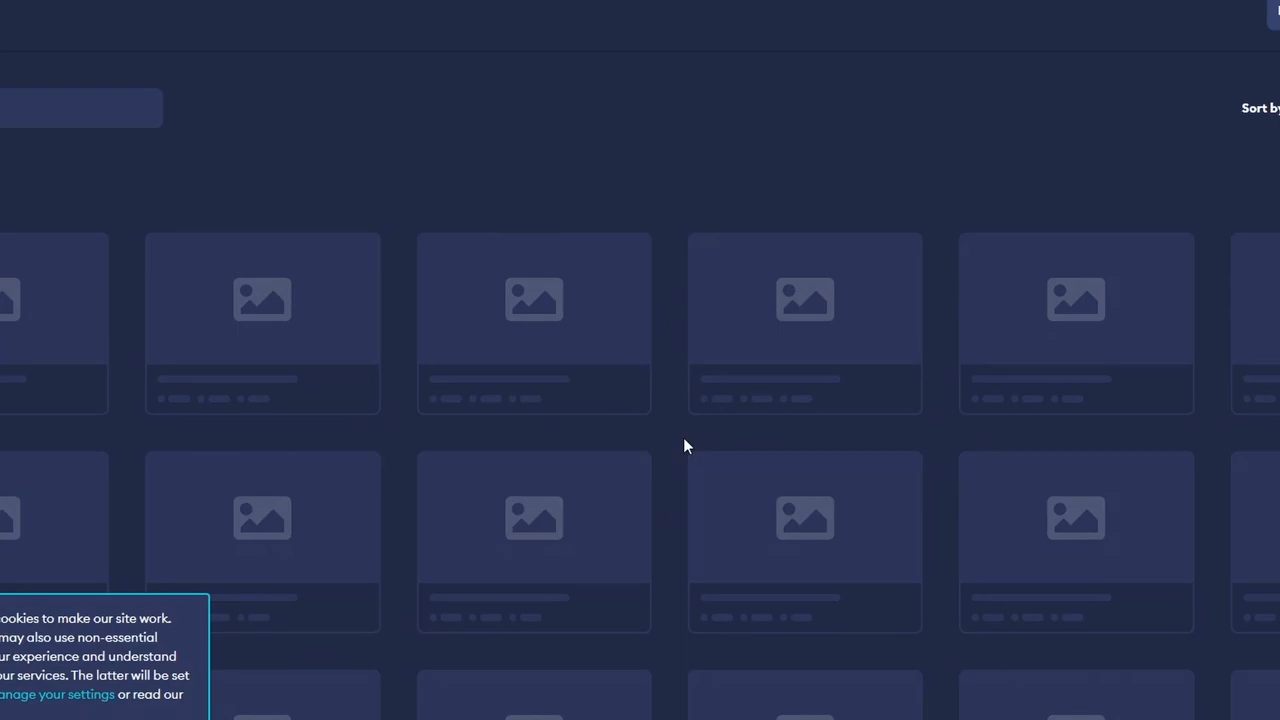 Sort by
ookies to make our site work.
may also use non-essential
ur experience and understand
our services. The latter will be set
anage your settings or read our